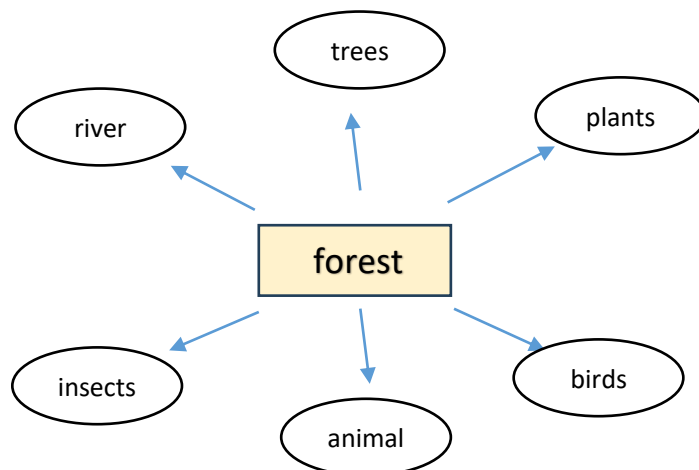 trees
river
plants
forest
insects
birds
animal